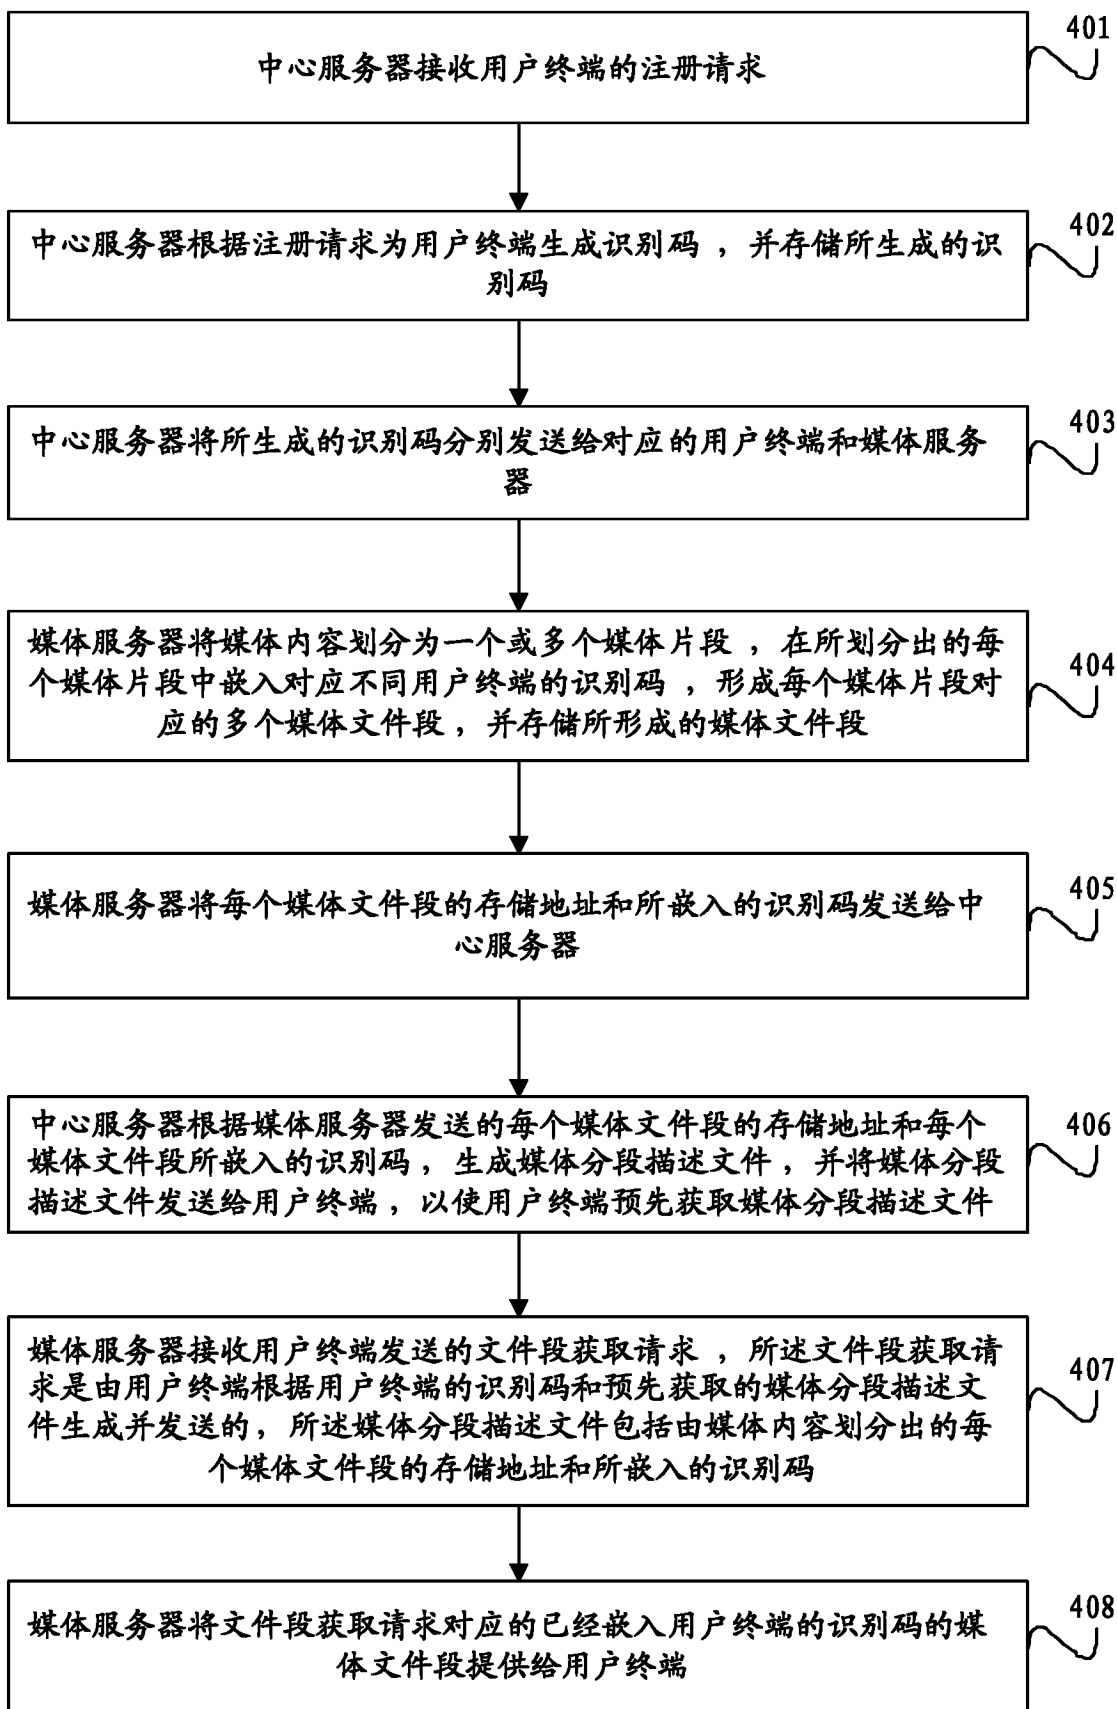 401
中心服务器接收用户终端的注册请求
402
中心服务器根据注册请求为用户终端生成识别码，并存储所生成的识
别码
403
中心服务器将所生成的识别码分别发送给对应的用户终端和媒体服务
器
404
媒体服务器将媒体内容划分为一个或多个媒体片段，在所划分出的每
个媒体片段中嵌入对应不同用户终端的识别码，形成每个媒体片段对
应的多个媒体文件段，并存储所形成的媒体文件段
405
媒体服务器将每个媒体文件段的存储地址和所嵌入的识别码发送给中
心服务器
406
中心服务器根据媒体服务器发送的每个媒体文件段的存储地址和每个
媒体文件段所嵌入的识别码，生成媒体分段描述文件，并将媒体分段
描述文件发送给用户终端，以使用户终端预先获取媒体分段描述文件
407
媒体服务器接收用户终端发送的文件段获取请求，所述文件段获取请
求是由用户终端根据用户终端的识别码和预先获取的媒体分段描述文
件生成并发送的，所述媒体分段描述文件包括由媒体内容划分出的每
个媒体文件段的存储地址和所嵌入的识别码
408
媒体服务器将文件段获取请求对应的已经嵌入用户终端的识别码的媒
体文件段提供给用户终端